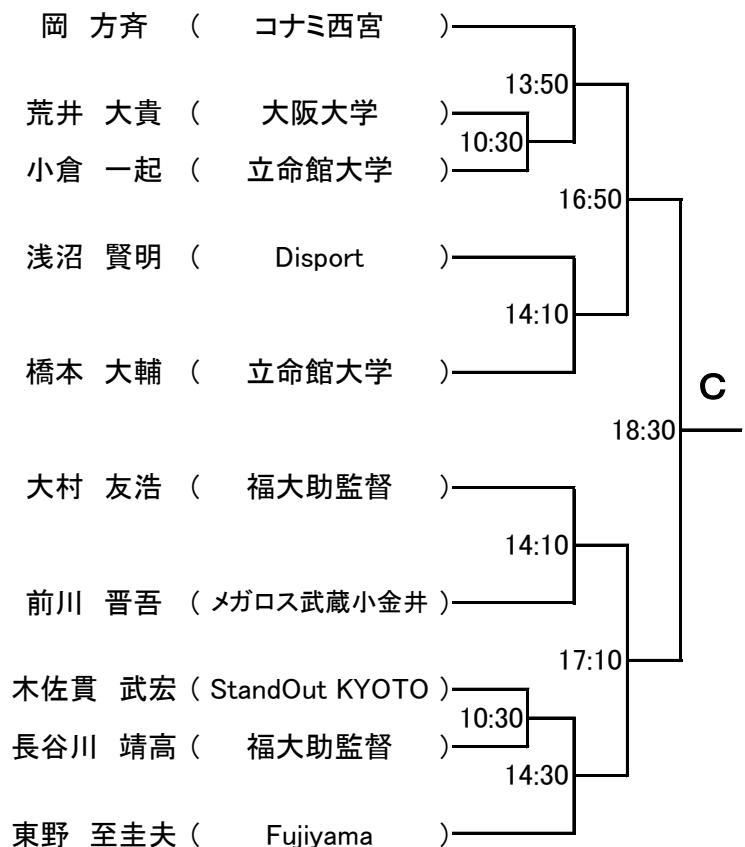 岡 方斉 ( コナミ西宮 )
13:50
荒井 大貴 ( 大阪大学 )
10:30
小倉 一起 ( 立命館大学 )
16:50
浅沼 賢明 ( Disport )
14:10
橋本 大輔 ( 立命館大学 )
C
18:30
大村 友浩 ( 福大助監督 )
14:10
前川 晋吾 ( メガロス武蔵小金井 )
17:10
木佐貫 武宏 ( StandOut KYOTO )
10:30
長谷川 靖高 ( 福大助監督 )
14:30
東野 至圭夫 ( Fujiyama )